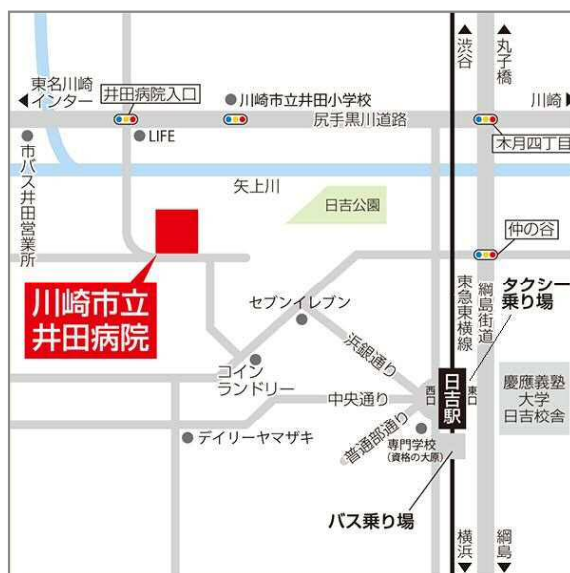 渋谷
丸子橋
東名川崎
インター
井田病院入口
川崎市立井田小学校
川崎
尻手黒川道路
LIFE
木月四丁目
市バス井田営業所
矢上川
日吉公園
仲の谷
川崎市立
井田病院
セブンイレブン
東急東横線
綱島街道
タクシー
乗り場
浜銀通り
コイン
ランドリー
中央通り
西口
日吉駅
東口
慶應義塾
大学
日吉校舎
デイリーヤマザキ
普通部通り
専門学校
(資格の大原)
バス乗り場
横浜
綱島